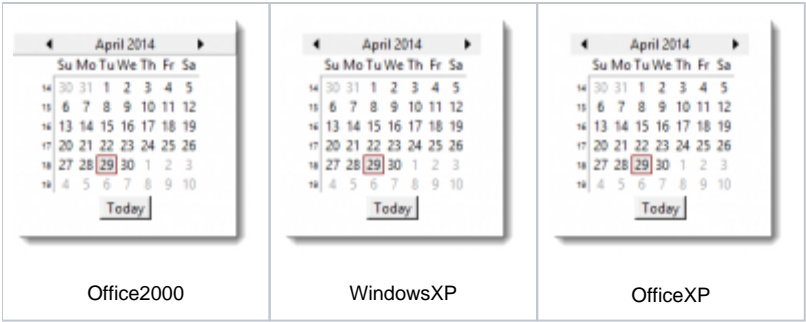 April 2014
Su Mo Tu We Th Fr Sa
14 30 31 1 2 3 4 5
15 6 7 8 9 10 11 12
16 13 14 15 16 17 18 19
17 20 21 22 23 24 25 26
18 27 28 29 30 1 2 3
19 4 5 6 7 8 9 10
Today
Office2000
April 2014
Su Mo Tu We Th Fr Sa
14 30 31 1 2 3 4 5
15 6 7 8 9 10 11 12
16 13 14 15 16 17 18 19
17 20 21 22 23 24 25 26
18 27 28 29 30 1 2 3
19 4 5 6 7 8 9 10
Today
WindowsXP
April 2014
Su Mo Tu We Th Fr Sa
14 30 31 1 2 3 4 5
15 6 7 8 9 10 11 12
16 13 14 15 16 17 18 19
17 20 21 22 23 24 25 26
18 27 28 29 30 1 2 3
19 4 5 6 7 8 9 10
Today
OfficeXP